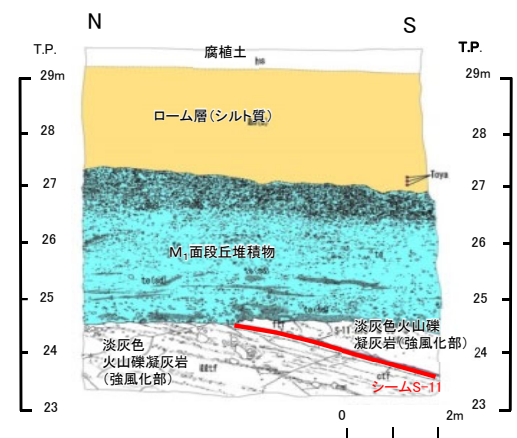 N
S
T.P.
T.P.
腐植土
hs
29m
29m
ローム層(シルト質)
28
28
Toya
27
27
M₁面段丘堆積物
26
26
25
25
淡灰色火山礫
凝灰岩(強風化部)
S-11
淡灰色
火山礫凝灰岩
(強風化部)
24
24
シームS-11
23
23
0
2m